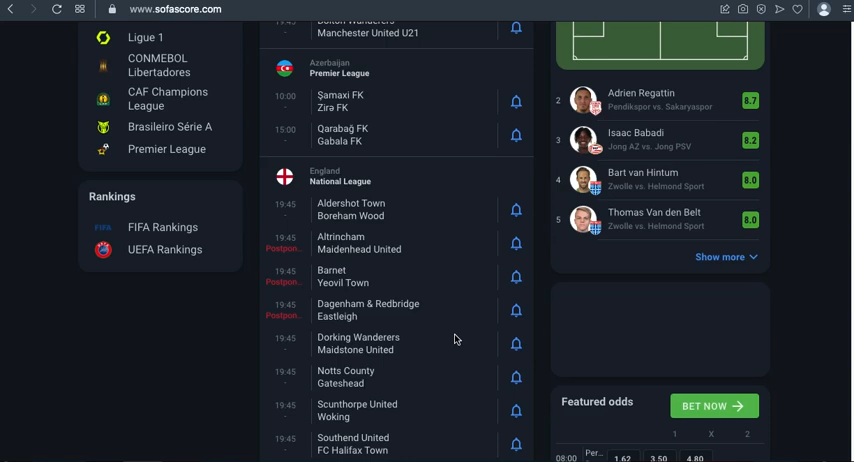 www.sofascore.com
Ligue 1
CONMEBOL
Libertadores
CAF Champions
League
Brasileiro Série A
Premier League
Rankings
FIFA
FIFA Rankings
UEFA Rankings
19:45
-
Bolton Wanderers
Manchester United U21
Azerbaijan
Premier League
10:00
-
Şamaxi FK
Zirə FK
15:00
-
Qarabağ FK
Gabala FK
England
National League
19:45
-
Aldershot Town
Boreham Wood
19:45
Postpon...
Altrincham
Maidenhead United
19:45
Postpon...
Barnet
Yeovil Town
19:45
Postpon...
Dagenham & Redbridge
Eastleigh
19:45
-
Dorking Wanderers
Maidstone United
19:45
-
Notts County
Gateshead
19:45
-
Scunthorpe United
Woking
19:45
-
Southend United
FC Halifax Town
2
Adrien Regattin
Pendikspor vs. Sakaryaspor
8.7
3
Isaac Babadi
Jong AZ vs. Jong PSV
8.2
4
Bart van Hintum
Zwolle vs. Helmond Sport
8.0
5
Thomas Van den Belt
Zwolle vs. Helmond Sport
8.0
Show more
Featured odds
BET NOW
1 X 2
08:00 Per... 1.62 3.50 4.80